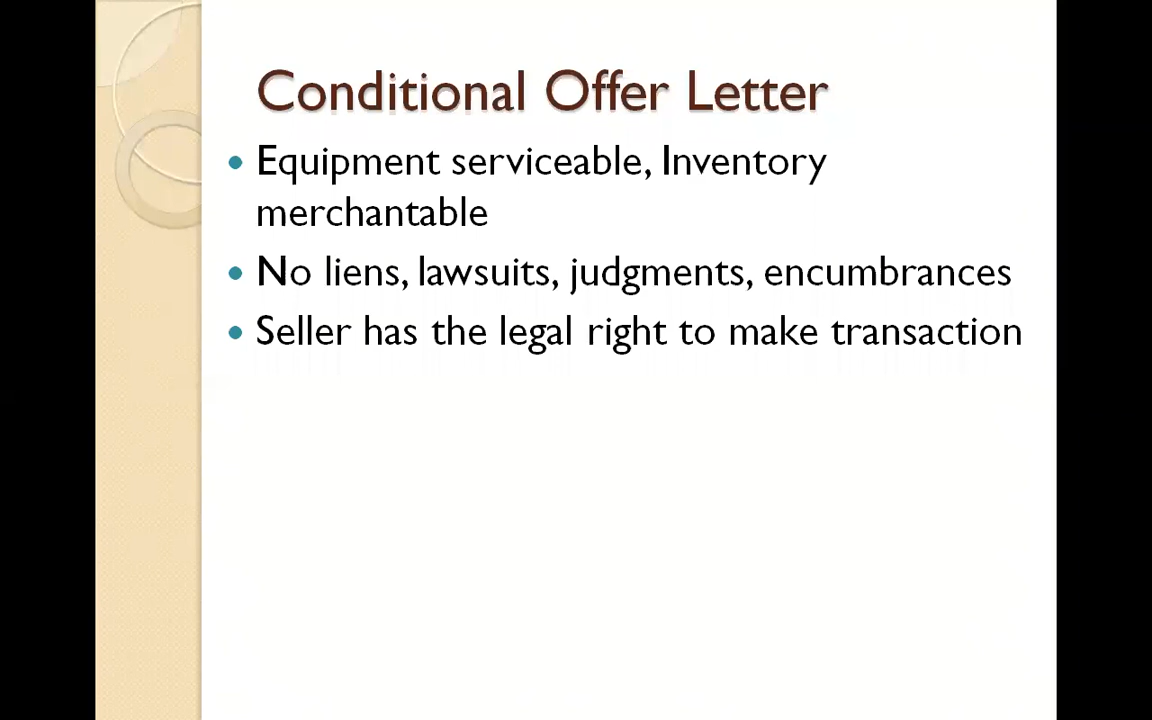 Conditional Offer Letter
• Equipment serviceable, Inventory
merchantable
• No liens, lawsuits, judgments, encumbrances
• Seller has the legal right to make transaction